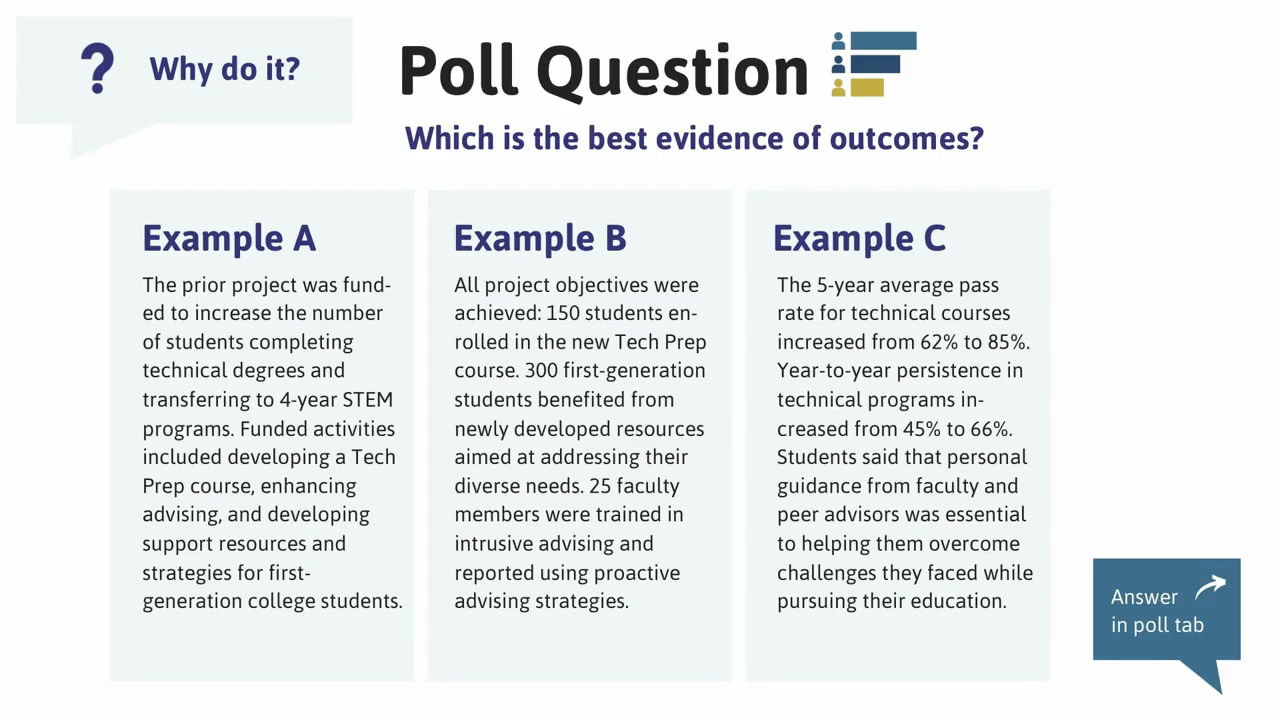 ? Why do it?
Poll Question
Which is the best evidence of outcomes?
Example A
The prior project was fund-
ed to increase the number
of students completing
technical degrees and
transferring to 4-year STEM
programs. Funded activities
included developing a Tech
Prep course, enhancing
advising, and developing
support resources and
strategies for first-
generation college students.
Example B
All project objectives were
achieved: 150 students en-
rolled in the new Tech Prep
course. 300 first-generation
students benefited from
newly developed resources
aimed at addressing their
diverse needs. 25 faculty
members were trained in
intrusive advising and
reported using proactive
advising strategies.
Example C
The 5-year average pass
rate for technical courses
increased from 62% to 85%.
Year-to-year persistence in
technical programs in-
creased from 45% to 66%.
Students said that personal
guidance from faculty and
peer advisors was essential
to helping them overcome
challenges they faced while
pursuing their education.
Answer
in poll tab